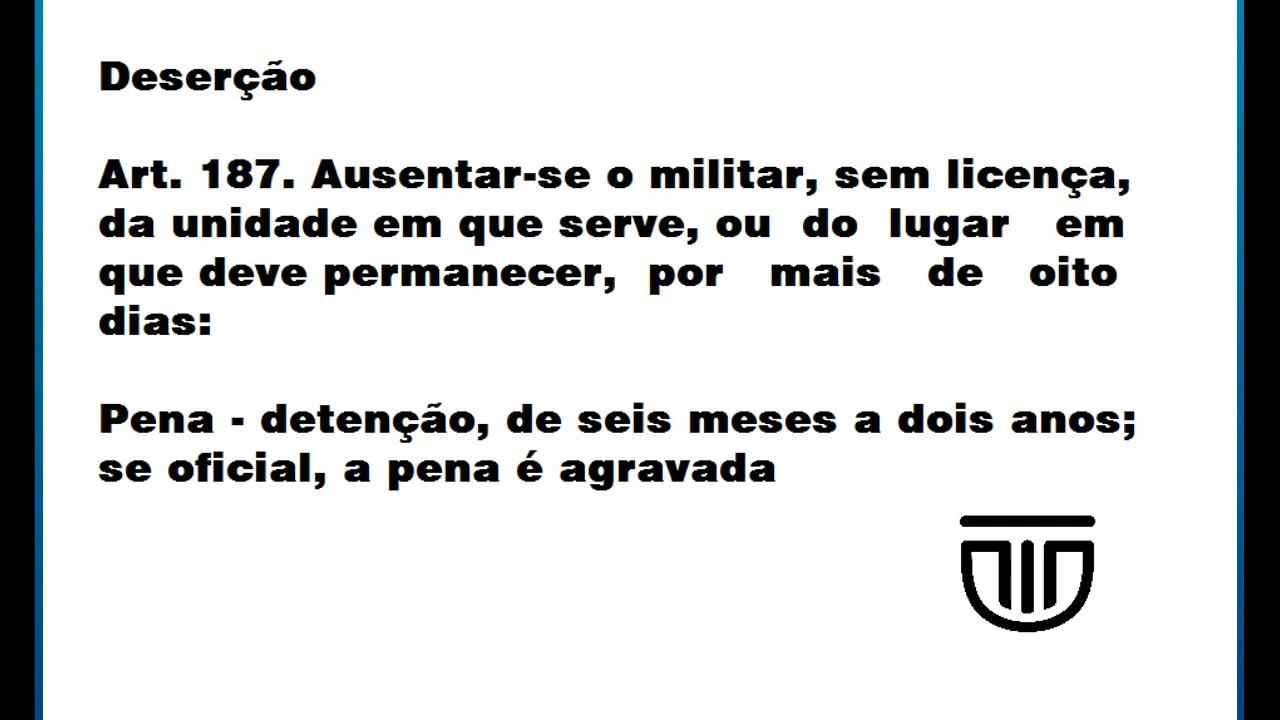 Deserção
Art. 187. Ausentar-se o militar, sem licença,
da unidade em que serve, ou do lugar em
que deve permanecer, por mais de oito
dias:
Pena - detenção, de seis meses a dois anos;
se oficial, a pena é agravada